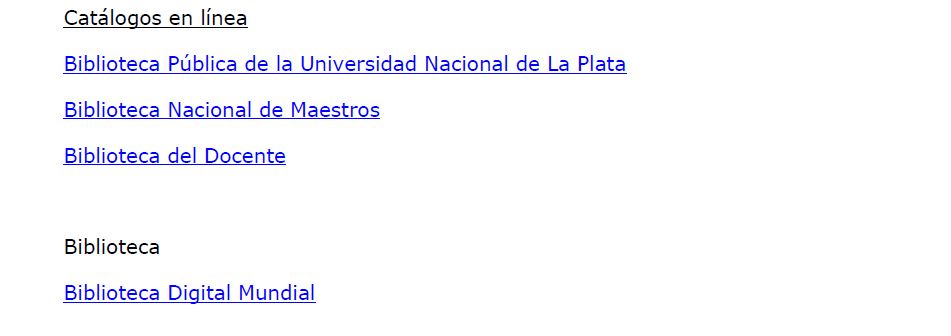 Catálogos en línea
Biblioteca Pública de la Universidad Nacional de La Plata
Biblioteca Nacional de Maestros
Biblioteca del Docente
Biblioteca
Biblioteca Digital Mundial